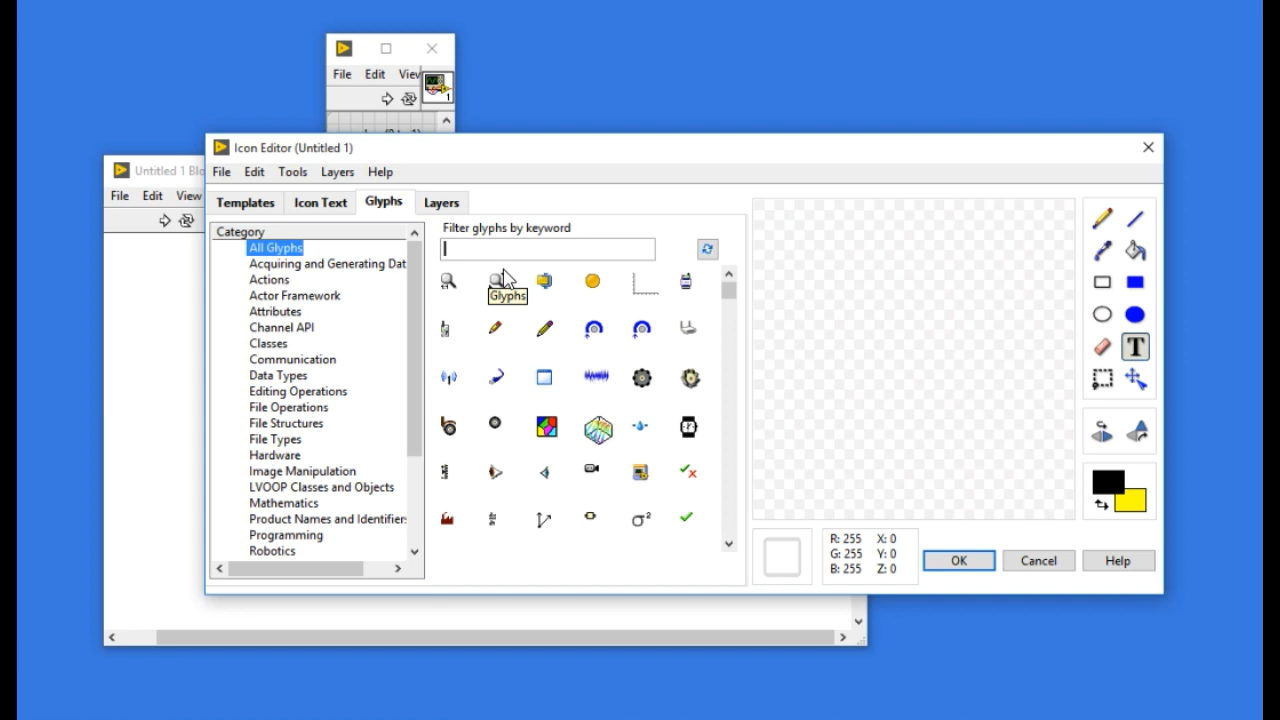 File Edit View
1
Icon Editor (Untitled 1)
Untitled 1 Blo
File Edit View
File Edit Tools Layers Help
Templates Icon Text Glyphs Layers
Category
All Glyphs
Acquiring and Generating Dat
Actions
Actor Framework
Attributes
Channel API
Classes
Communication
Data Types
Editing Operations
File Operations
File Structures
File Types
Hardware
Image Manipulation
LVOOP Classes and Objects
Mathematics
Product Names and Identifiers
Programming
Robotics
Filter glyphs by keyword
Glyphs
σ²
T
R: 255 X: 0
G: 255 Y: 0
B: 255 Z: 0
OK Cancel Help